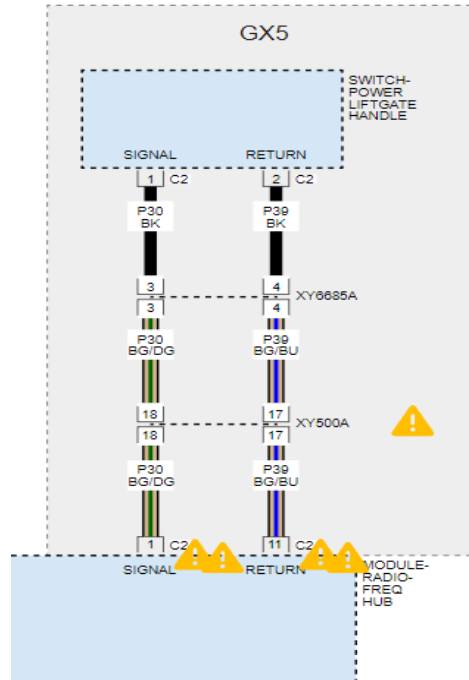 GX5
SWITCH-
POWER
LIFTGATE
HANDLE
SIGNAL RETURN
1 C2 2 C2
P30 P39
BK BK
3 4
XY6685A
3 4
P30 P39
BG/DG BG/BU
18 17
XY500A
18 17
P30 P39
BG/DG BG/BU
1 C2 11 C2
SIGNAL RETURN
MODULE-
RADIO-
FREQ
HUB